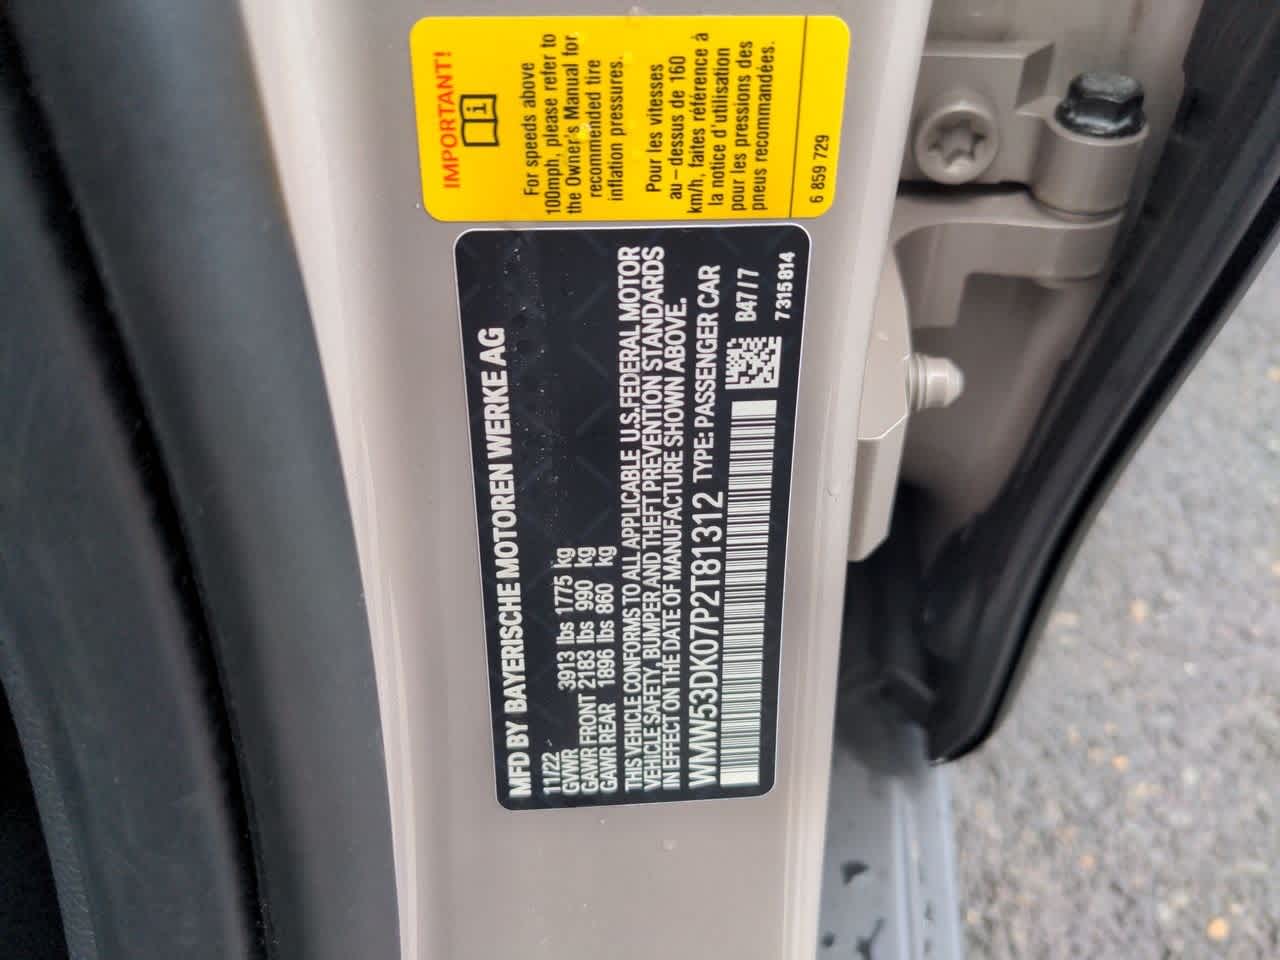 IMPORTANT!
For speeds above
100mph, please refer to
the Owner's Manual for
recommended tire
inflation pressures.
Pour les vitesses
au - dessus de 160
km/h, faites référence à
la notice d'utilisation
pour les pressions des
pneus recommandées.
6 859 729
MFD BY BAYERISCHE MOTOREN WERKE AG
11/22
GVWR 3913 lbs 1775 kg
GAWR FRONT 2183 lbs 990 kg
GAWR REAR 1896 lbs 860 kg
THIS VEHICLE CONFORMS TO ALL APPLICABLE U.S.FEDERAL MOTOR
VEHICLE SAFETY, BUMPER AND THEFT PREVENTION STANDARDS
IN EFFECT ON THE DATE OF MANUFACTURE SHOWN ABOVE.
WMW53DK07P2T81312 TYPE: PASSENGER CAR
B47/7
7315814